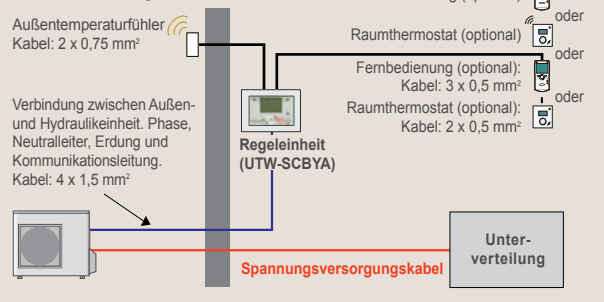 oder
Außentemperaturfühler
Kabel: 2 x 0,75 mm²
Raumthermostat (optional)
oder
Fernbedienung (optional):
Kabel: 3 x 0,5 mm²
oder
Raumthermostat (optional):
Kabel: 2 x 0,5 mm²
Verbindung zwischen Außen-
und Hydraulikeinheit. Phase,
Neutralleiter, Erdung und
Kommunikationsleitung.
Kabel: 4 x 1,5 mm²
Regeleinheit
(UTW-SCBYA)
Unter-
verteilung
Spannungsversorgungskabel